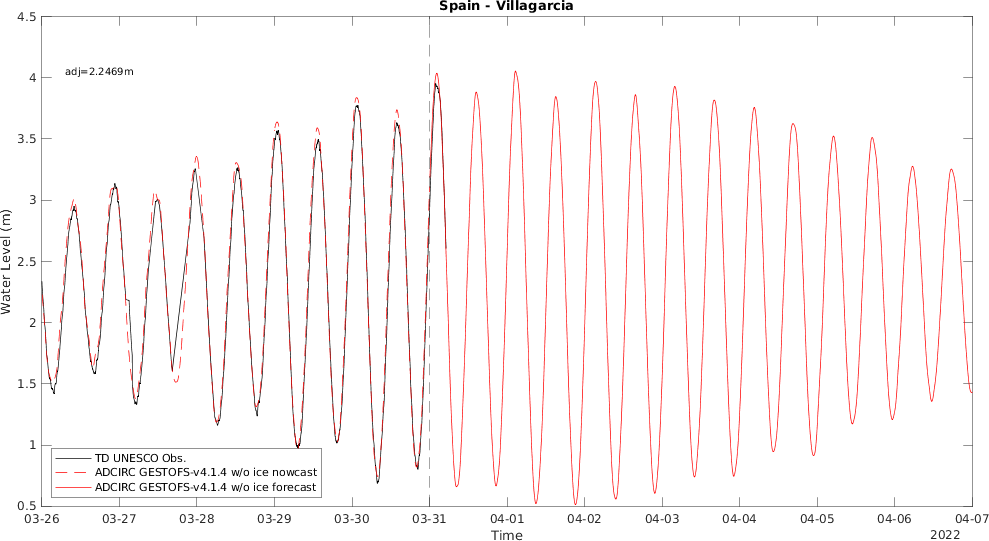 Spain - Villagarcia
4.5
4
3.5
3
2.5
2
1.5
1
0.5
Water Level (m)
adj=2.2469m
TD UNESCO Obs.
ADCIRC GESTOFS-v4.1.4 w/o ice nowcast
ADCIRC GESTOFS-v4.1.4 w/o ice forecast
03-26 03-27 03-28 03-29 03-30 03-31 04-01 04-02 04-03 04-04 04-05 04-06 04-07
Time
2022